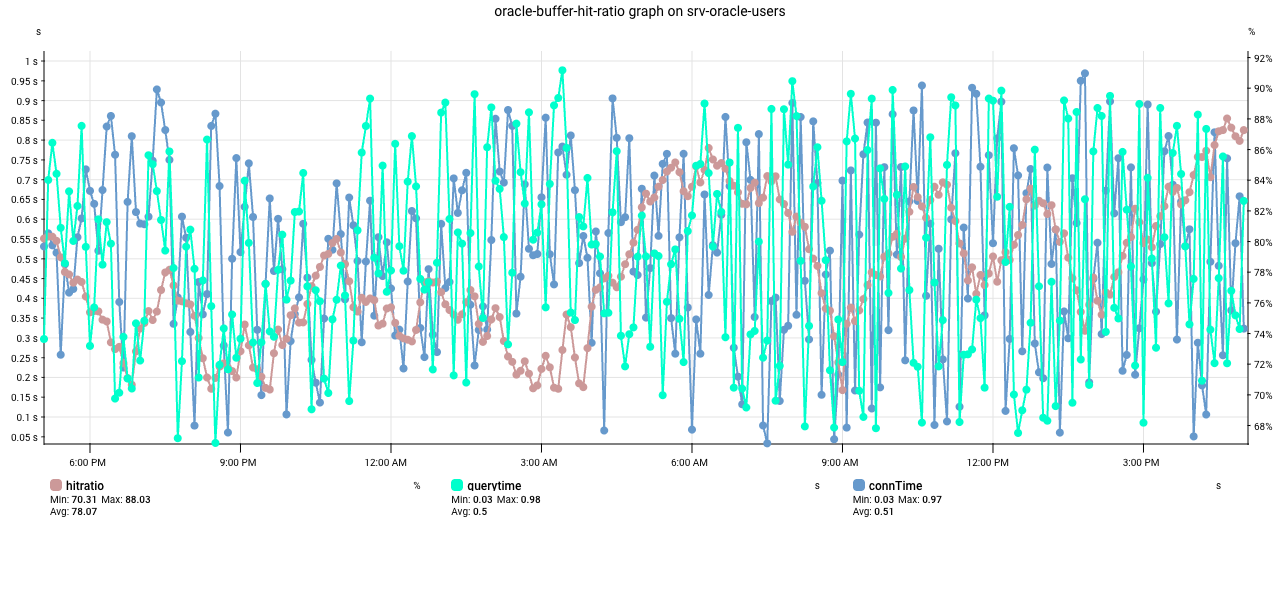 oracle-buffer-hit-ratio graph on srv-oracle-users
s
%
1 s
0.95 s
0.9 s
0.85 s
0.8 s
0.75 s
0.7 s
0.65 s
0.6 s
0.55 s
0.5 s
0.45 s
0.4 s
0.35 s
0.3 s
0.25 s
0.2 s
0.15 s
0.1 s
0.05 s
92%
90%
88%
86%
84%
82%
80%
78%
76%
74%
72%
70%
68%
6:00 PM
9:00 PM
12:00 AM
3:00 AM
6:00 AM
9:00 AM
12:00 PM
3:00 PM
hitratio %
Min: 70.31 Max: 88.03
Avg: 78.07
querytime s
Min: 0.03 Max: 0.98
Avg: 0.5
connTime s
Min: 0.03 Max: 0.97
Avg: 0.51